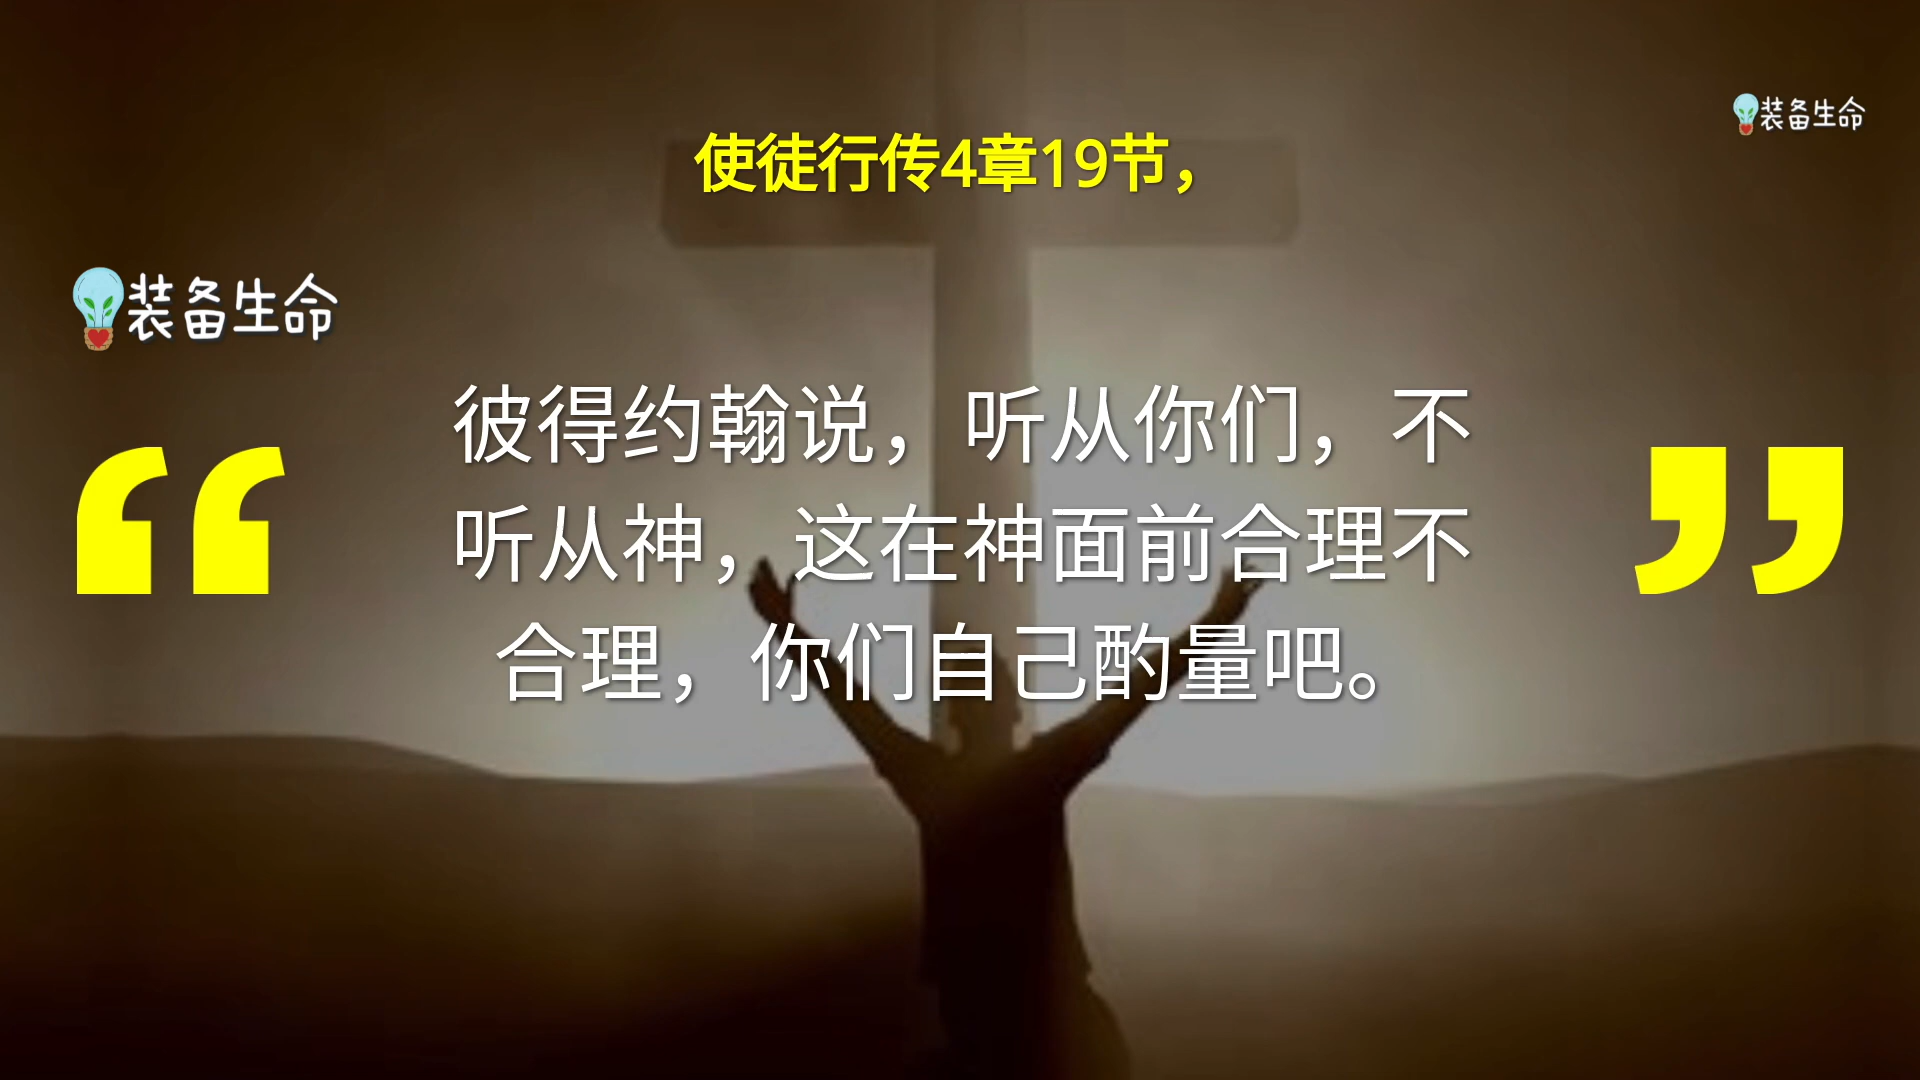 装备生命
使徒行传4章19节，
装备生命
“
彼得约翰说，听从你们，不
听从神，这在神面前合理不
合理，你们自己酌量吧。
”